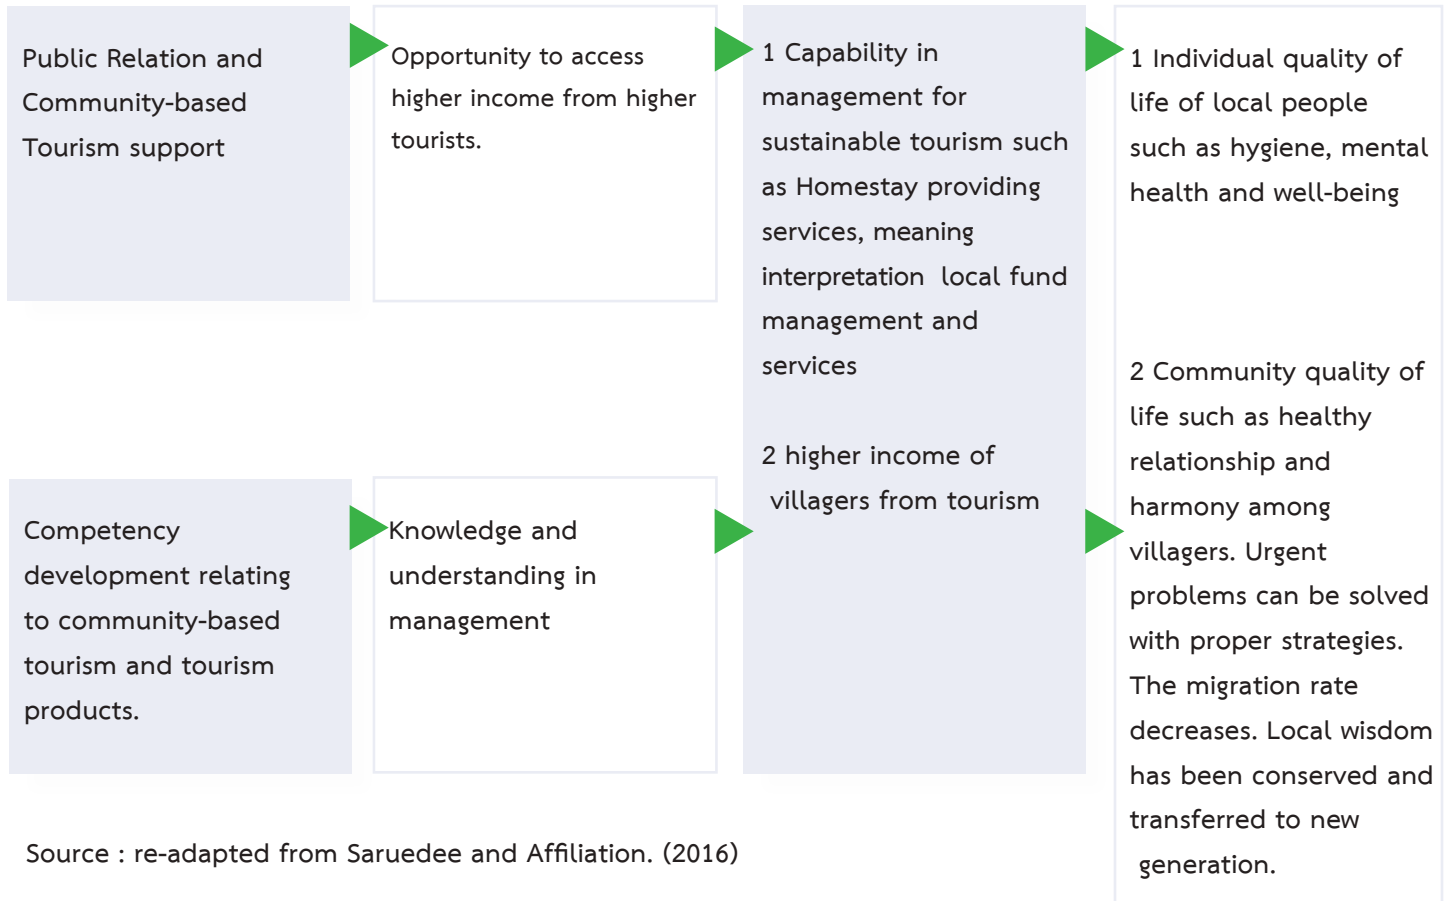 Public Relation and
Community-based
Tourism support
Opportunity to access
higher income from higher
tourists.
1 Capability in
management for
sustainable tourism such
as Homestay providing
services, meaning
interpretation  local fund
management and
services
2 higher income of
villagers from tourism
1 Individual quality of
life of local people
such as hygiene, mental
health and well-being
2 Community quality of
life such as healthy
relationship and
harmony among
villagers. Urgent
problems can be solved
with proper strategies.
The migration rate
decreases. Local wisdom
has been conserved and
transferred to new
generation.
Competency
development relating
to community-based
tourism and tourism
products.
Knowledge and
understanding in
management
Source : re-adapted from Saruedee and Affiliation. (2016)